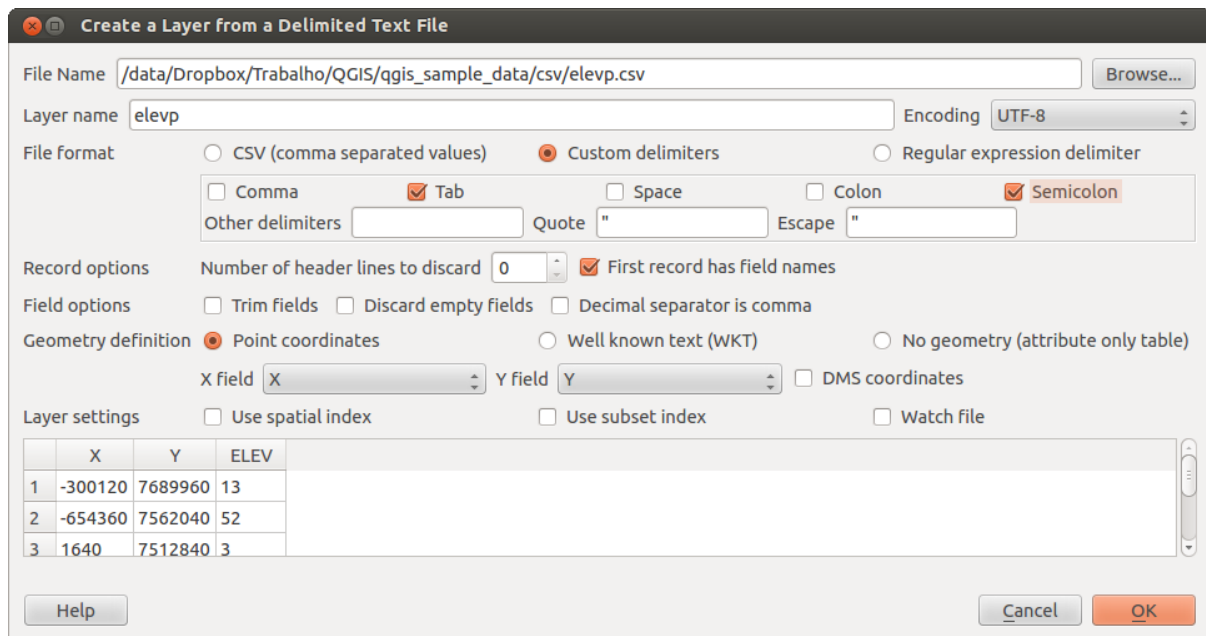 Create a Layer from a Delimited Text File
File Name /data/Dropbox/Trabalho/QGIS/qgis_sample_data/csv/elevp.csv Browse...
Layer name elevp Encoding UTF-8
File format CSV (comma separated values) Custom delimiters Regular expression delimiter
Comma Tab Space Colon Semicolon
Other delimiters Quote " Escape "
Record options Number of header lines to discard 0 First record has field names
Field options Trim fields Discard empty fields Decimal separator is comma
Geometry definition Point coordinates Well known text (WKT) No geometry (attribute only table)
X field X Y field Y DMS coordinates
Layer settings Use spatial index Use subset index Watch file
X Y ELEV
1 -300120 7689960 13
2 -654360 7562040 52
3 1640 7512840 3
Help Cancel OK